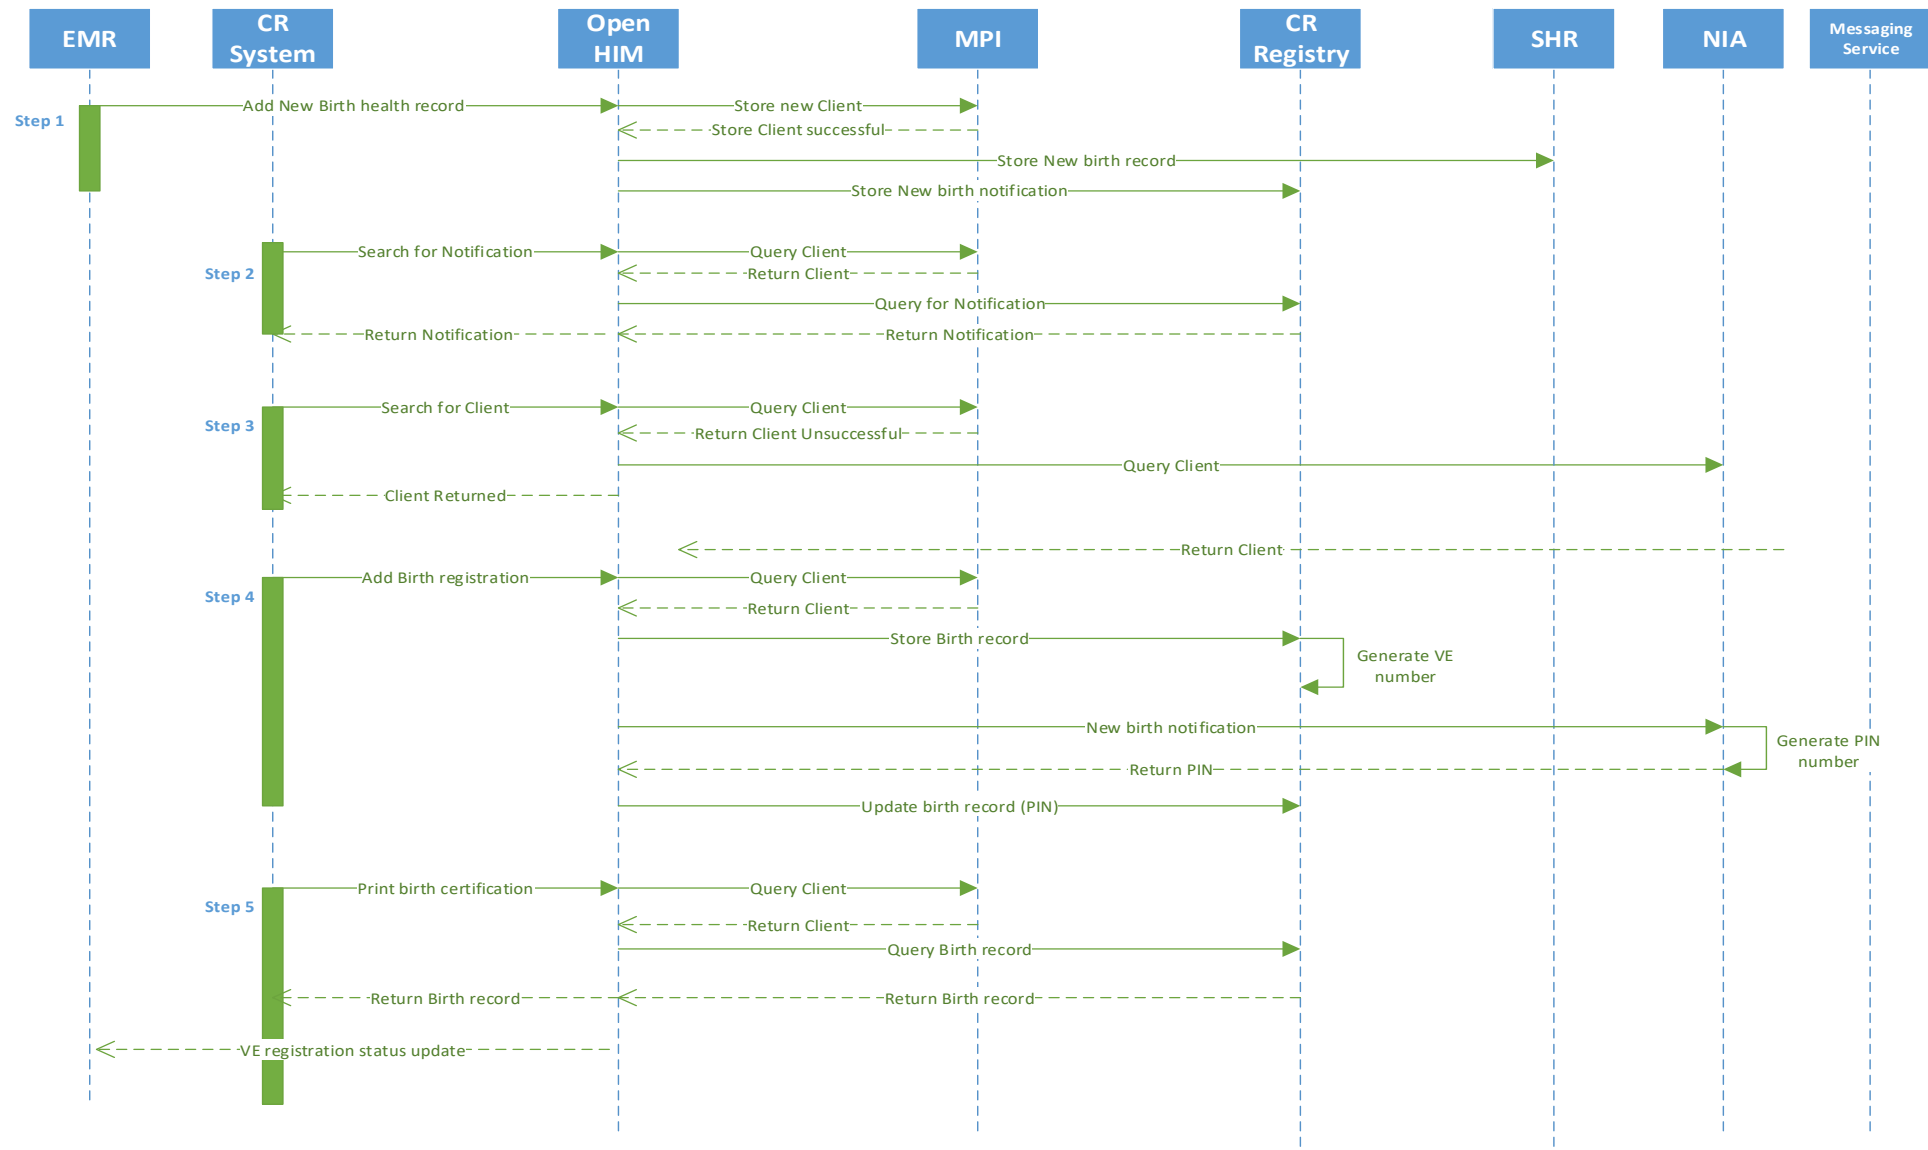 EMR
CR
System
Open
HIM
MPI
CR
Registry
SHR
NIA
Messaging
Service
Add New Birth health record
Store new Client
Step 1
Store Client successful
Store New birth record
Store New birth notification
Search for Notification
Query Client
Step 2
Return Client
Query for Notification
Return Notification
Return Notification
Search for Client
Query Client
Step 3
Return Client Unsuccessful
Query Client
Client Returned
Return Client
Add Birth registration
Query Client
Step 4
Return Client
Store Birth record
Generate VE
number
New birth notification
Generate PIN
number
Return PIN
Update birth record (PIN)
Print birth certification
Query Client
Step 5
Return Client
Query Birth record
Return Birth record
Return Birth record
VE registration status update